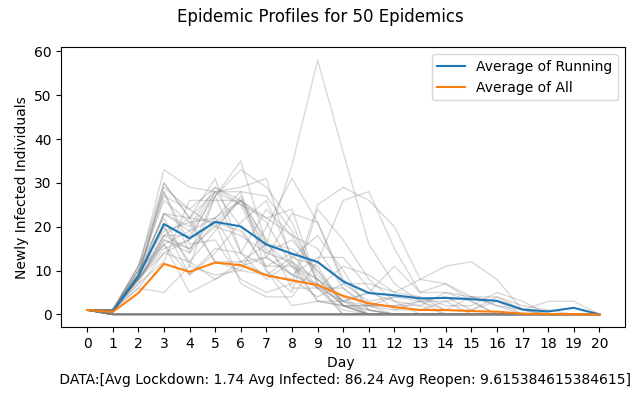 Epidemic Profiles for 50 Epidemics
60
50
40
30
20
10
0
Newly Infected Individuals
Average of Running
Average of All
0 1 2 3 4 5 6 7 8 9 10 11 12 13 14 15 16 17 18 19 20
Day
DATA:[Avg Lockdown: 1.74 Avg Infected: 86.24 Avg Reopen: 9.615384615384615]